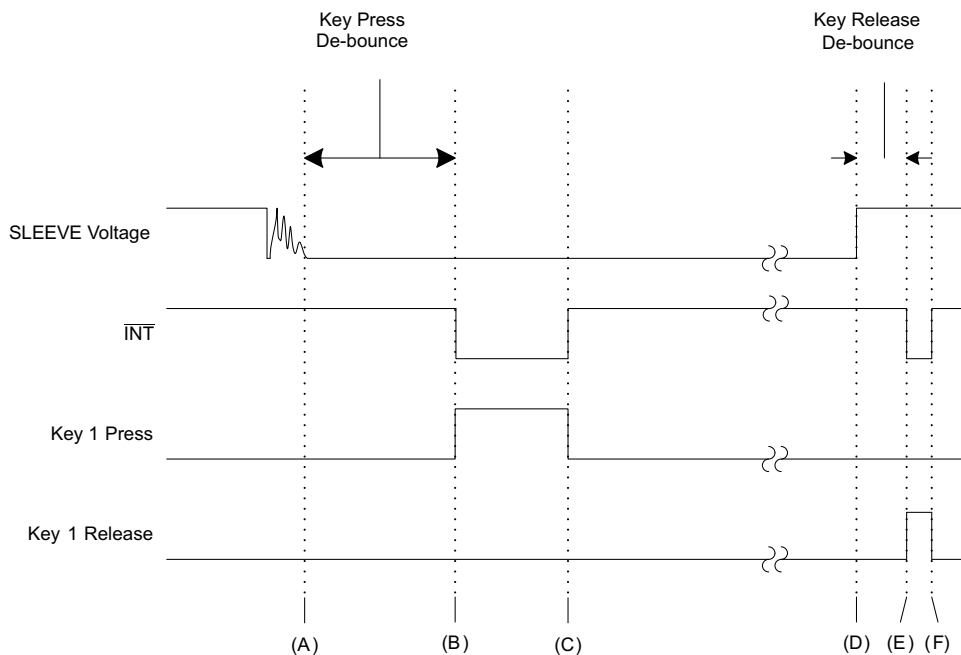 Key Press
De-bounce
Key Release
De-bounce
SLEEVE Voltage
INT
Key 1 Press
Key 1 Release
(A)
(B)
(C)
(D)
(E)
(F)